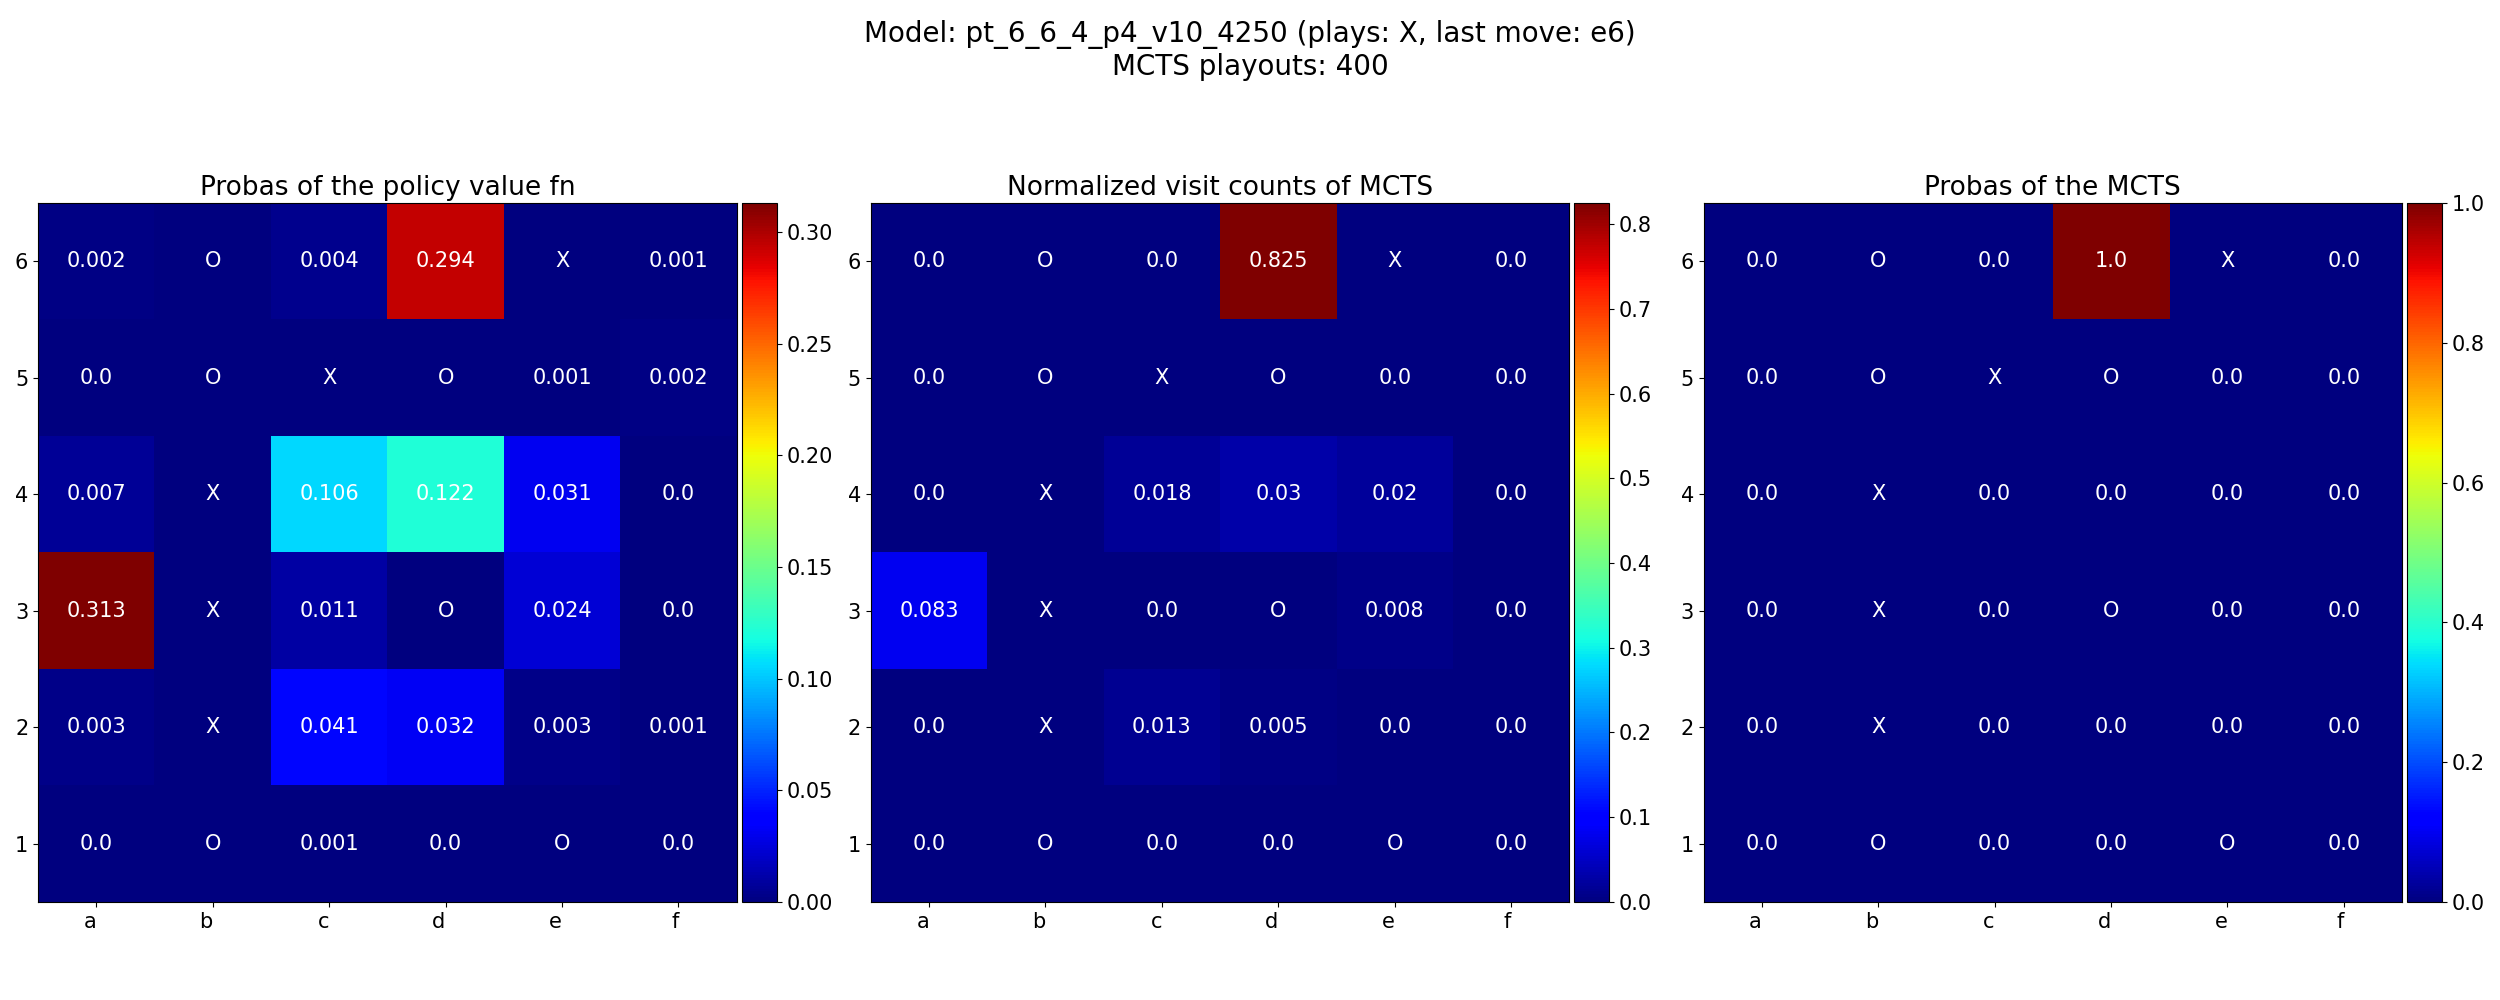 Model: pt_6_6_4_p4_v10_4250 (plays: X, last move: e6)
MCTS playouts: 400
Probas of the policy value fn
6 0.002 O 0.004 0.294 X 0.001
5 0.0 O X O 0.001 0.002
4 0.007 X 0.106 0.122 0.031 0.0
3 0.313 X 0.011 O 0.024 0.0
2 0.003 X 0.041 0.032 0.003 0.001
1 0.0 O 0.001 0.0 O 0.0
a b c d e f
0.30
0.25
0.20
0.15
0.10
0.05
0.00
Normalized visit counts of MCTS
6 0.0 O 0.0 0.825 X 0.0
5 0.0 O X O 0.0 0.0
4 0.0 X 0.018 0.03 0.02 0.0
3 0.083 X 0.0 O 0.008 0.0
2 0.0 X 0.013 0.005 0.0 0.0
1 0.0 O 0.0 0.0 O 0.0
a b c d e f
0.8
0.7
0.6
0.5
0.4
0.3
0.2
0.1
0.0
Probas of the MCTS
6 0.0 O 0.0 1.0 X 0.0
5 0.0 O X O 0.0 0.0
4 0.0 X 0.0 0.0 0.0 0.0
3 0.0 X 0.0 O 0.0 0.0
2 0.0 X 0.0 0.0 0.0 0.0
1 0.0 O 0.0 0.0 O 0.0
a b c d e f
1.0
0.8
0.6
0.4
0.2
0.0